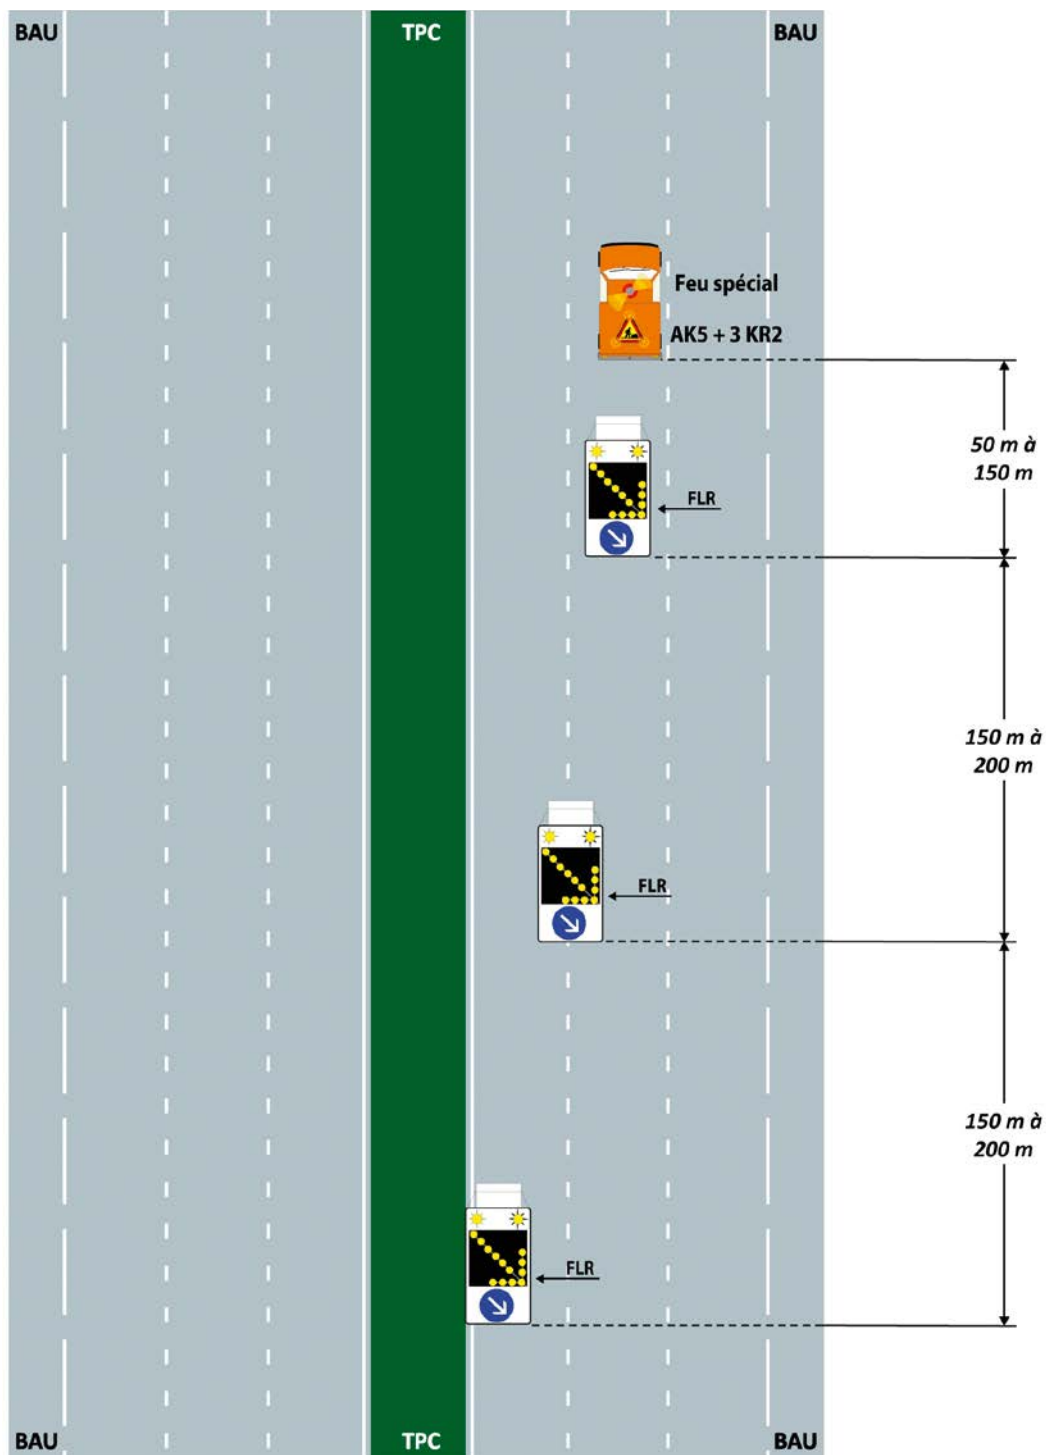 BAU TPC BAU
Feu spécial
AK5 + 3 KR2
50 m à
150 m
FLR
150 m à
200 m
FLR
150 m à
200 m
FLR
BAU TPC BAU